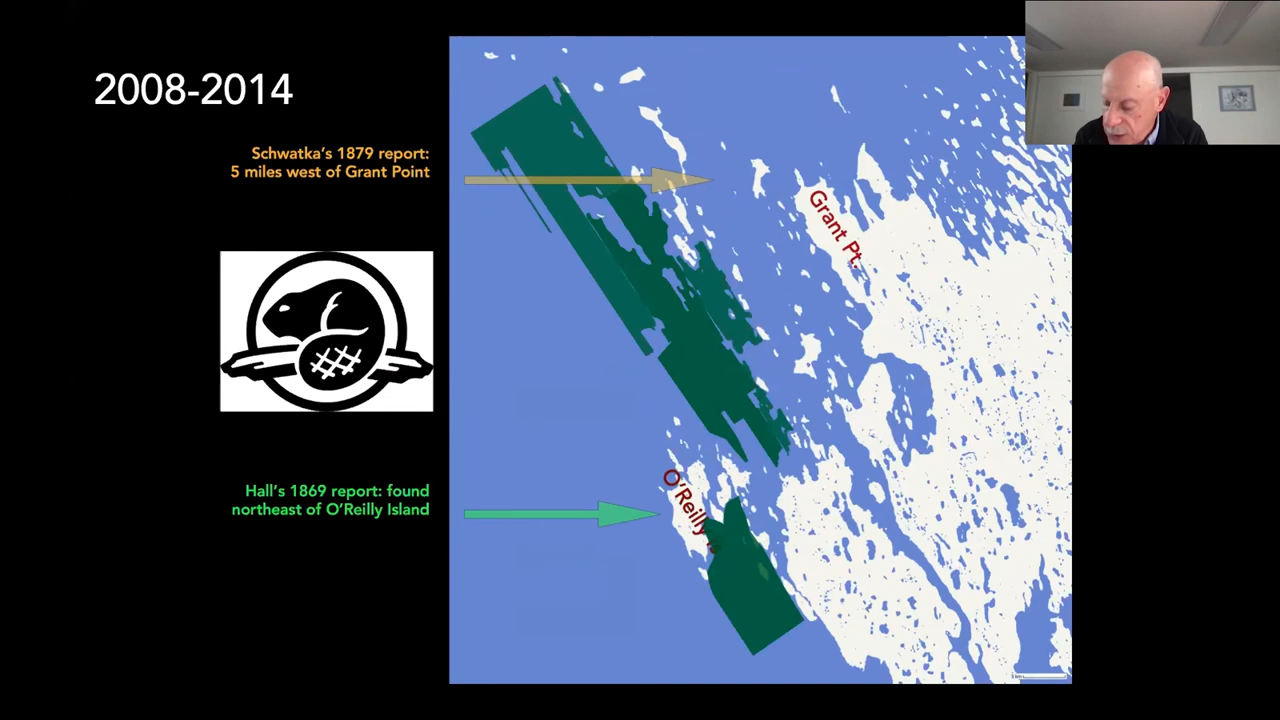 2008-2014
Schwatka's 1879 report:
5 miles west of Grant Point
Grant Pt.
Hall's 1869 report: found
northeast of O'Reilly Island
O'Reilly